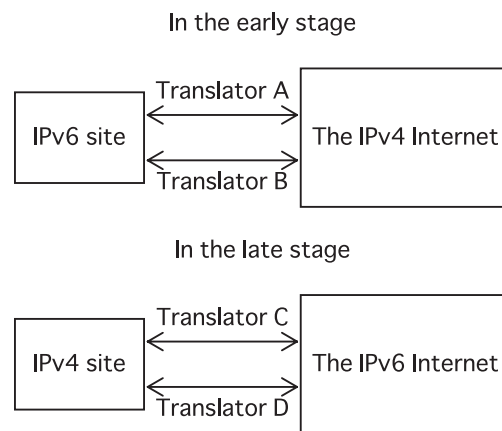 In the early stage
Translator A
IPv6 site
The IPv4 Internet
Translator B
In the late stage
Translator C
IPv4 site
The IPv6 Internet
Translator D